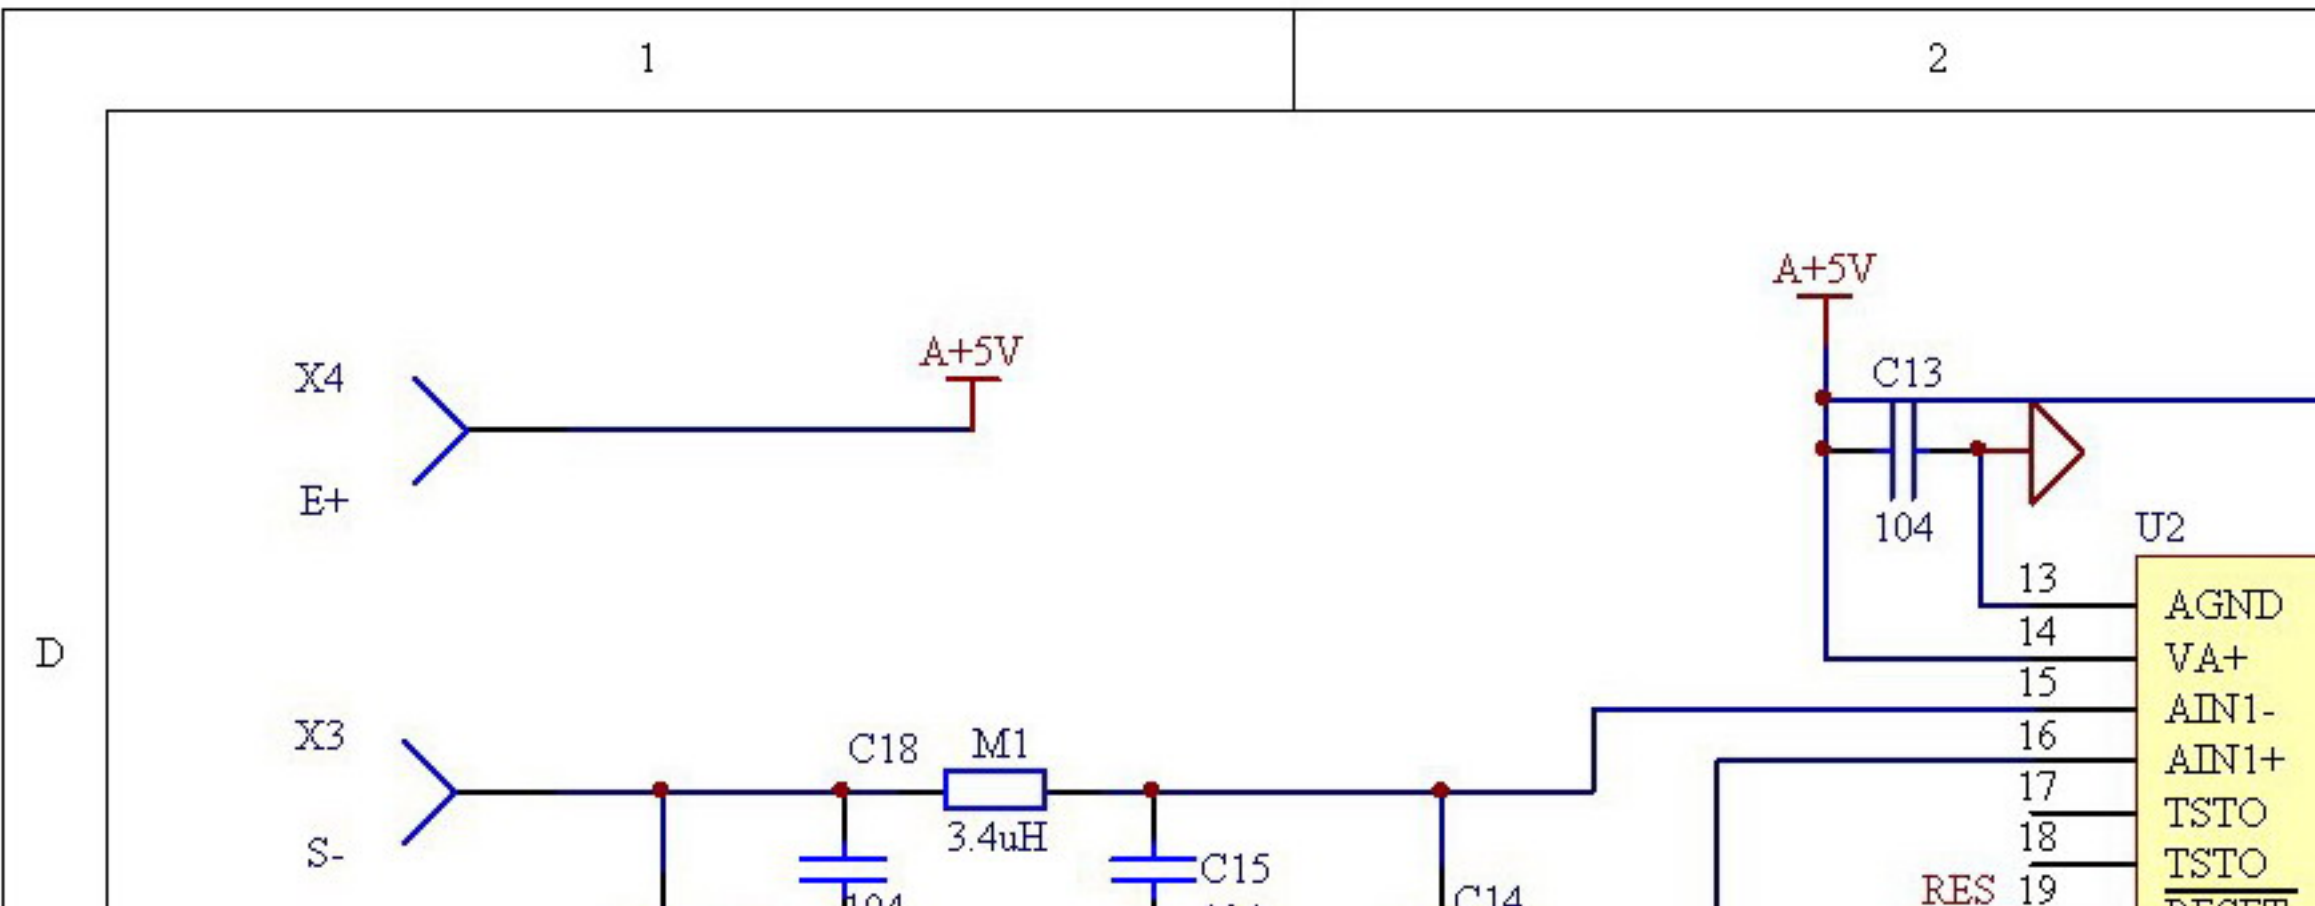 1
2
A+5V
A+5V
X4
C13
E+
104
U2
13
AGND
14
D
VA+
15
X3
AIN1-
C18
M1
16
AIN1+
17
3.4uH
TSTO
18
S-
C15
TSTO
RES
19
C14